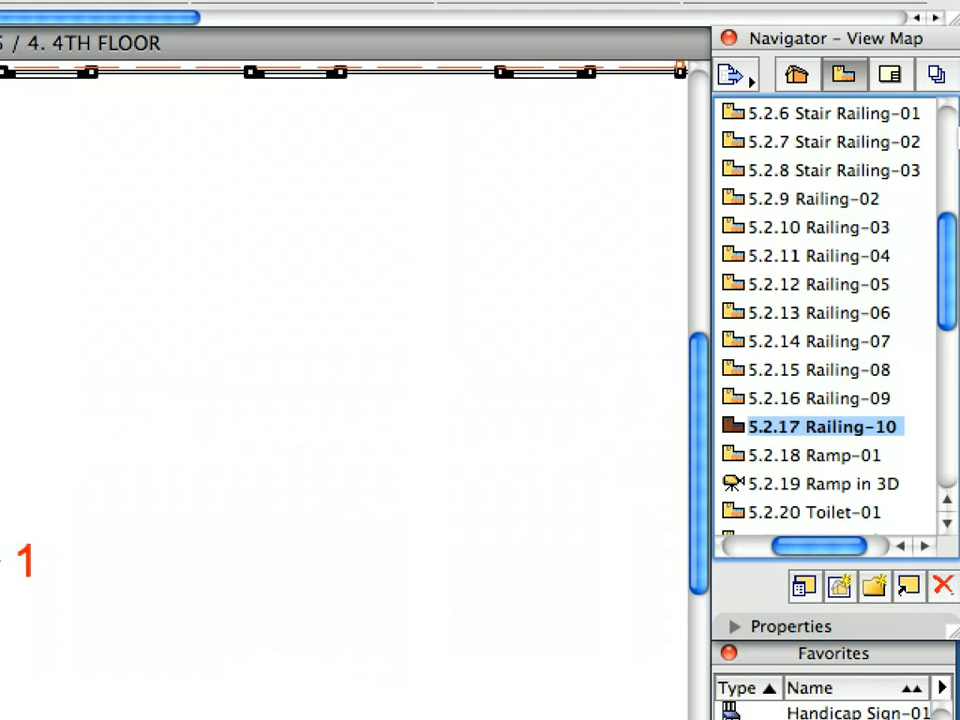 / 4. 4TH FLOOR
Navigator - View Map
5.2.6 Stair Railing-01
5.2.7 Stair Railing-02
5.2.8 Stair Railing-03
5.2.9 Railing-02
5.2.10 Railing-03
5.2.11 Railing-04
5.2.12 Railing-05
5.2.13 Railing-06
5.2.14 Railing-07
5.2.15 Railing-08
5.2.16 Railing-09
5.2.17 Railing-10
5.2.18 Ramp-01
5.2.19 Ramp in 3D
5.2.20 Toilet-01
1
Properties
Favorites
Type Name
Handicap Sign-01